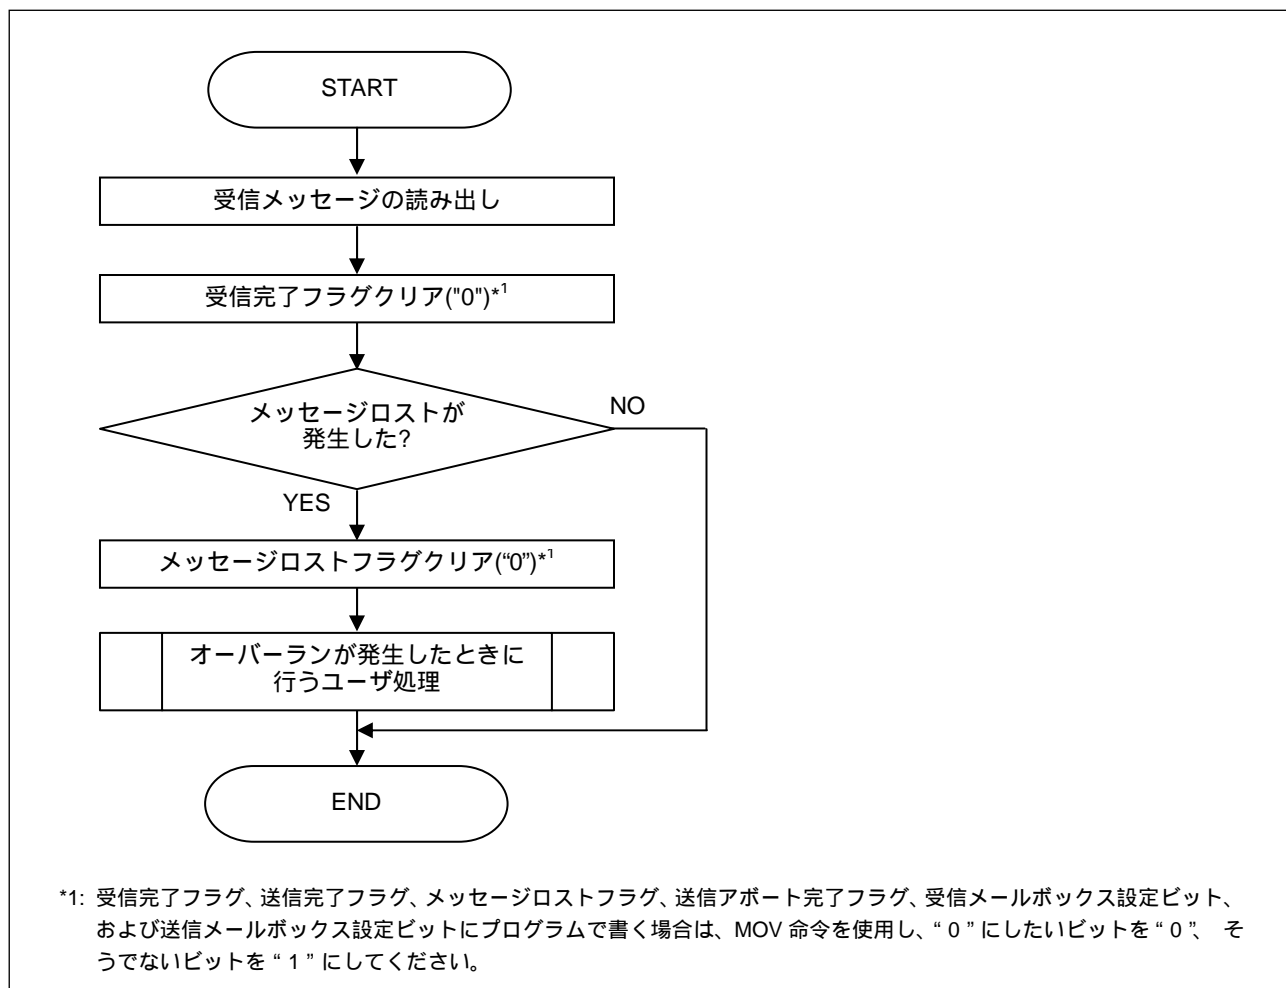 START
受信メッセージの読み出し
受信完了フラグクリア("0")*1
メッセージロストが
発生した?
NO
YES
メッセージロストフラグクリア(“0”)*1
オーバーランが発生したときに
行うユーザ処理
END
*1: 受信完了フラグ、送信完了フラグ、メッセージロストフラグ、送信アボート完了フラグ、受信メールボックス設定ビット、
および送信メールボックス設定ビットにプログラムで書く場合は、MOV 命令を使用し、“ 0 ” にしたいビットを “ 0 ”、 そ
うでないビットを “ 1 ” にしてください。